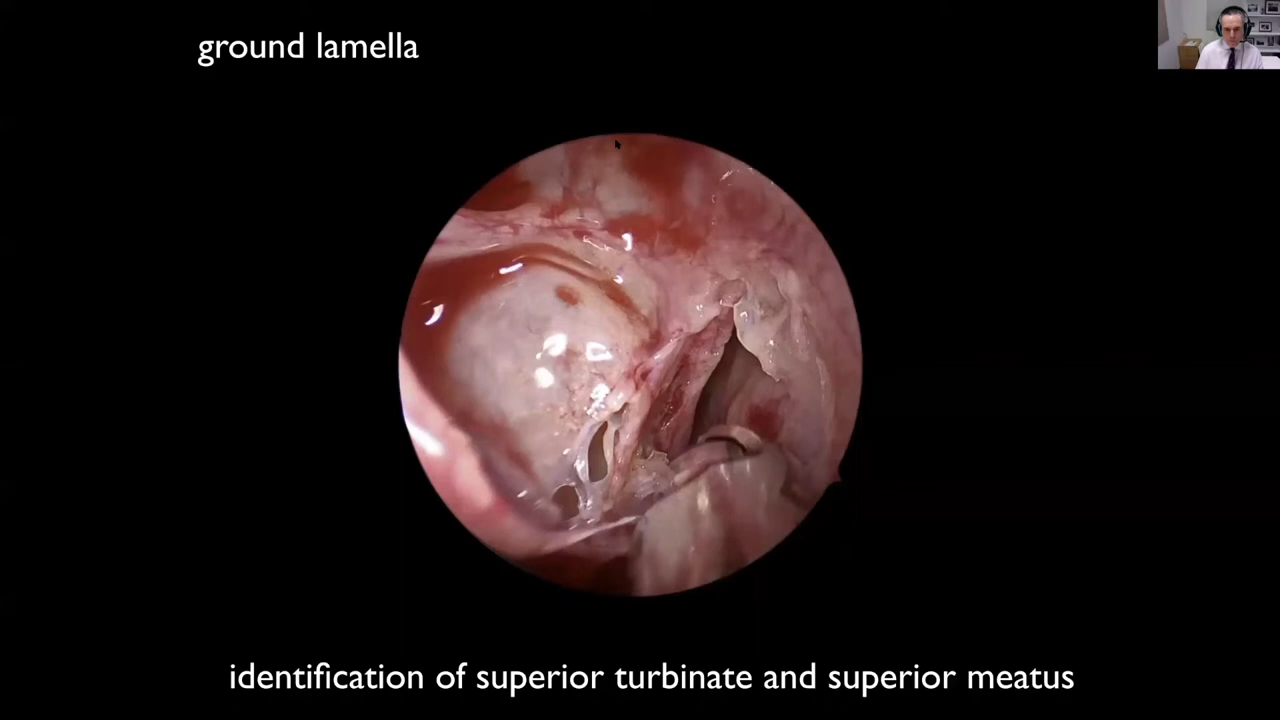 ground lamella
identification of superior turbinate and superior meatus